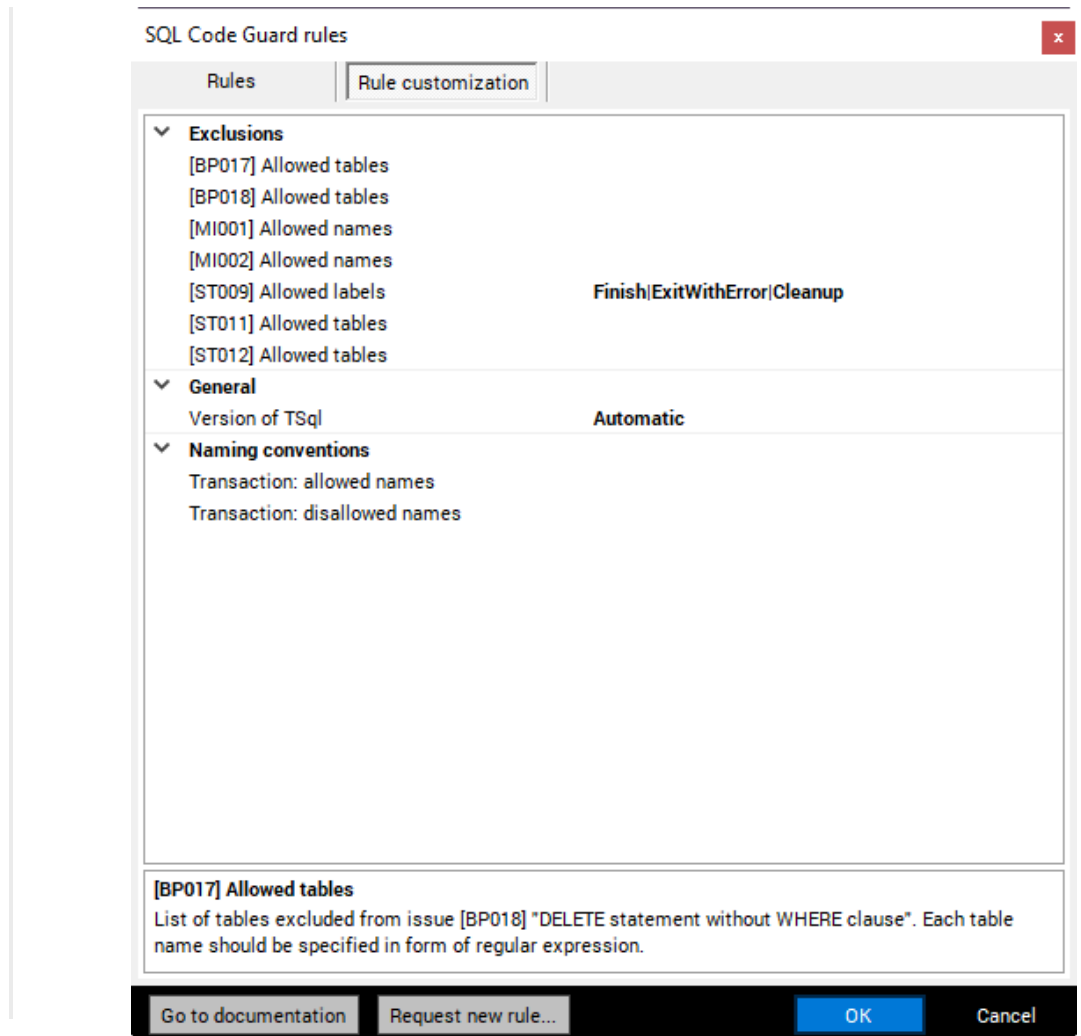 SQL Code Guard rules
x
Rules
Rule customization
Exclusions
[BP017] Allowed tables
[BP018] Allowed tables
[MI001] Allowed names
[MI002] Allowed names
[ST009] Allowed labels Finish|ExitWithError|Cleanup
[ST011] Allowed tables
[ST012] Allowed tables
General
Version of TSql Automatic
Naming conventions
Transaction: allowed names
Transaction: disallowed names
[BP017] Allowed tables
List of tables excluded from issue [BP018] "DELETE statement without WHERE clause". Each table
name should be specified in form of regular expression.
Go to documentation
Request new rule...
OK
Cancel